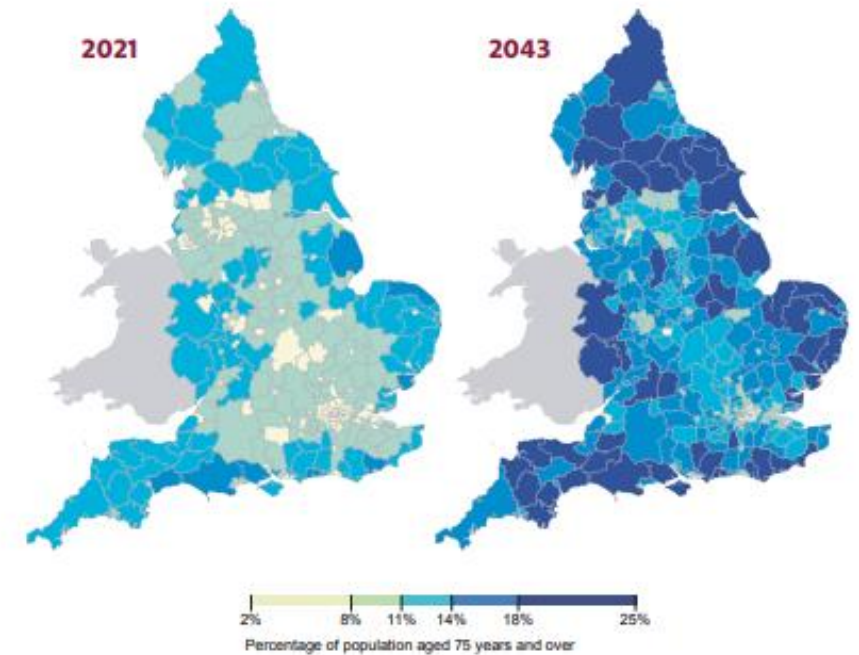 2021
2043
2% 8% 11% 14% 18% 25%
Percentage of population aged 75 years and over